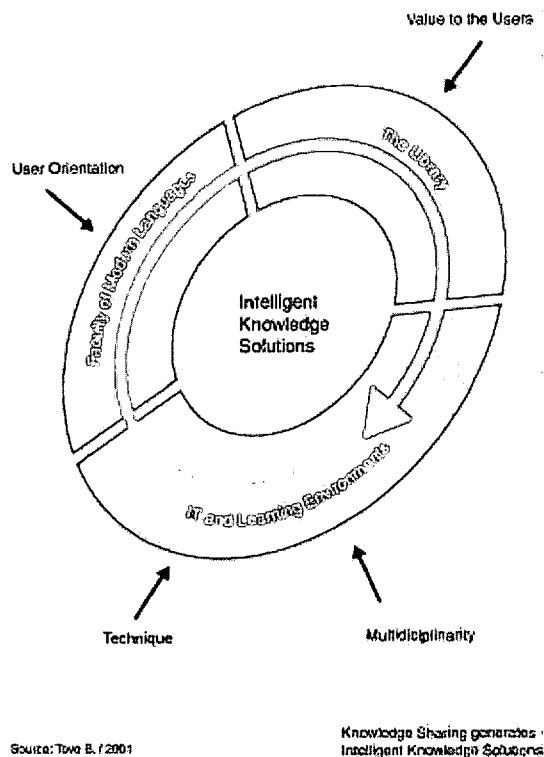 Value to the Users
The Library
User Orientation
Faculty of Modern Languages
Intelligent
Knowledge
Solutions
IT and Learning Environments
Technique
Multidiciplinarity
Knowledge Sharing generates
Intelligent Knowledge Solutions
Source: Tove B. / 2001